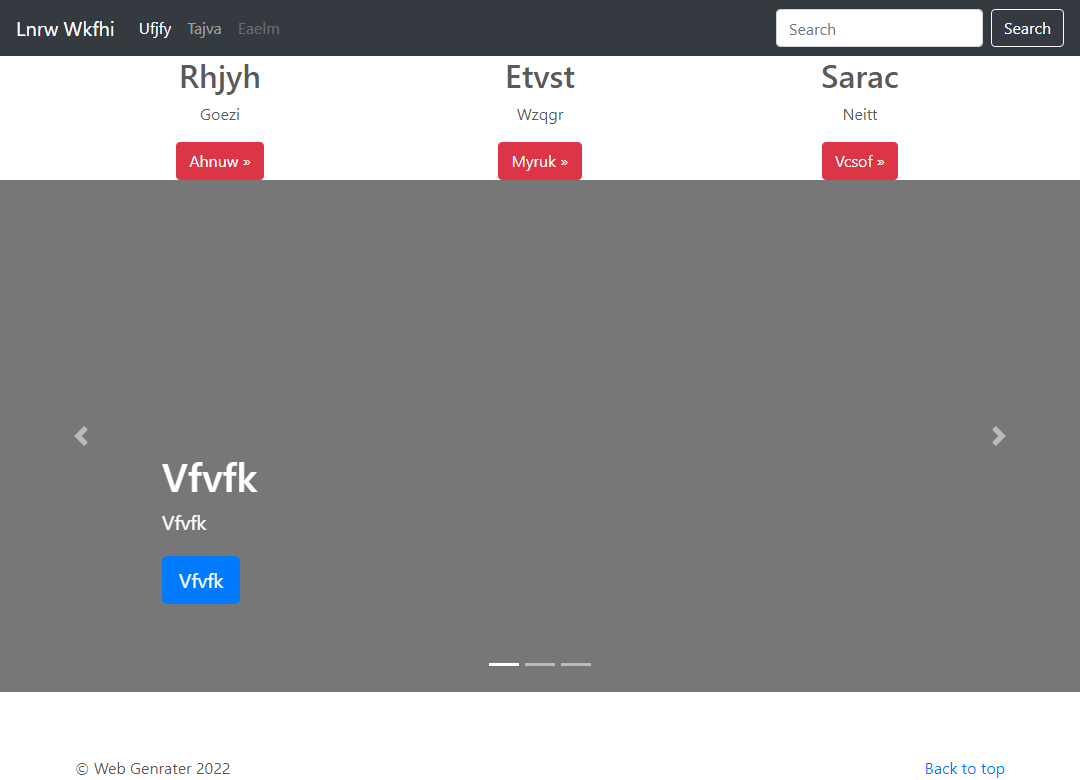 Lnrw Wkfhi Ufjfy Tajva Eaelm Search Search
Rhjyh Etvst Sarac
Goezi Wzqgr Neitt
Ahnuw » Myruk » Vcsof »
Vfvfk
Vfvfk
Vfvfk
© Web Genrater 2022 Back to top